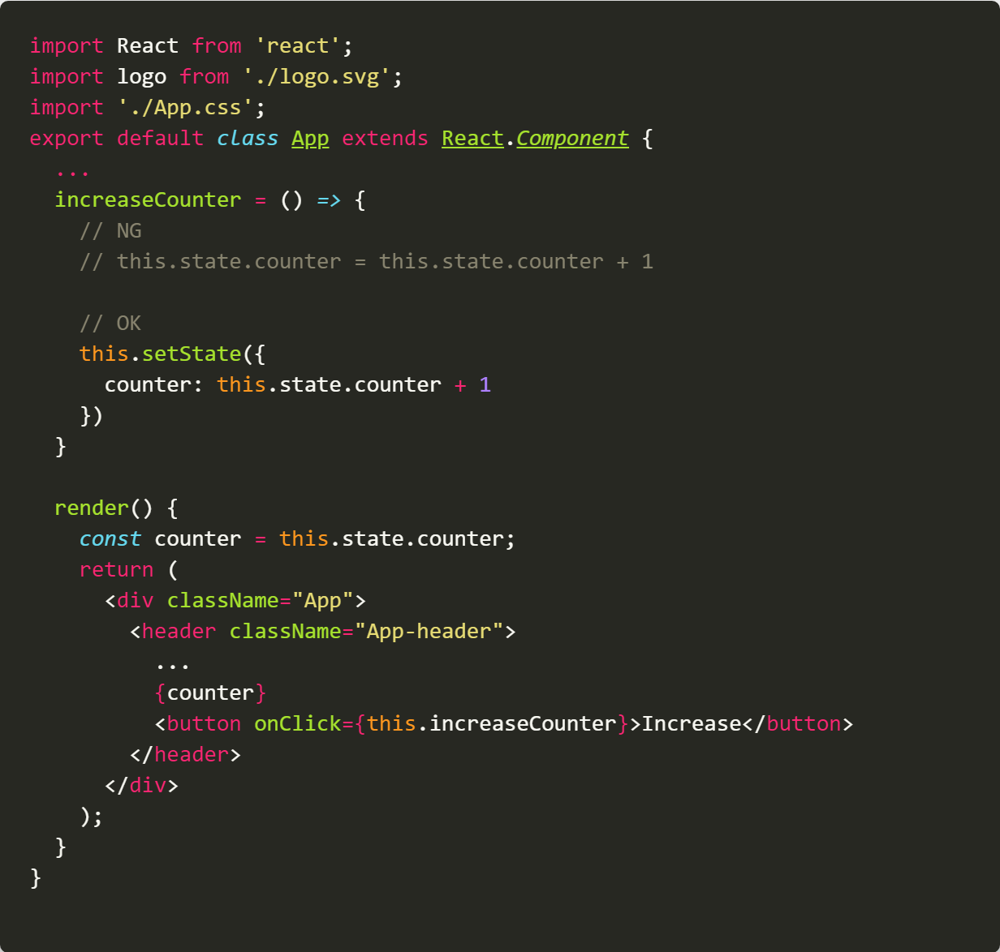 import React from 'react';
import logo from './logo.svg';
import './App.css';
export default class App extends React.Component {
  ...
  increaseCounter = () => {
    // NG
    // this.state.counter = this.state.counter + 1

    // OK
    this.setState({
      counter: this.state.counter + 1
    })
  }

  render() {
    const counter = this.state.counter;
    return (
      <div className="App">
        <header className="App-header">
          ...
          {counter}
          <button onClick={this.increaseCounter}>Increase</button>
        </header>
      </div>
    );
  }
}